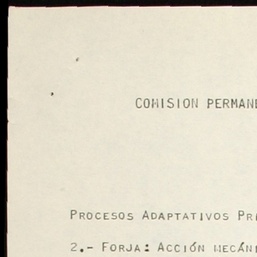 COMISION PERMANE
PROCESOS ADAPTATIVOS PR
2.- FORJA: ACCIÓN MECÁN